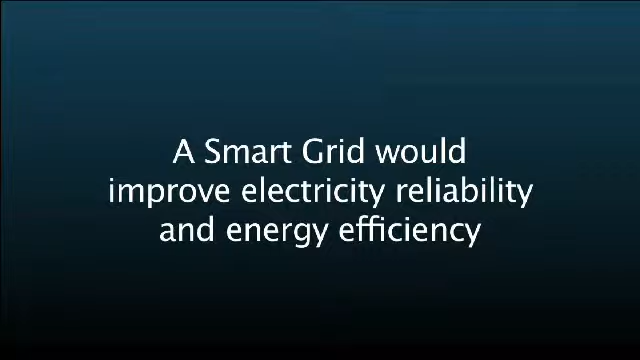 A Smart Grid would
improve electricity reliability
and energy efficiency